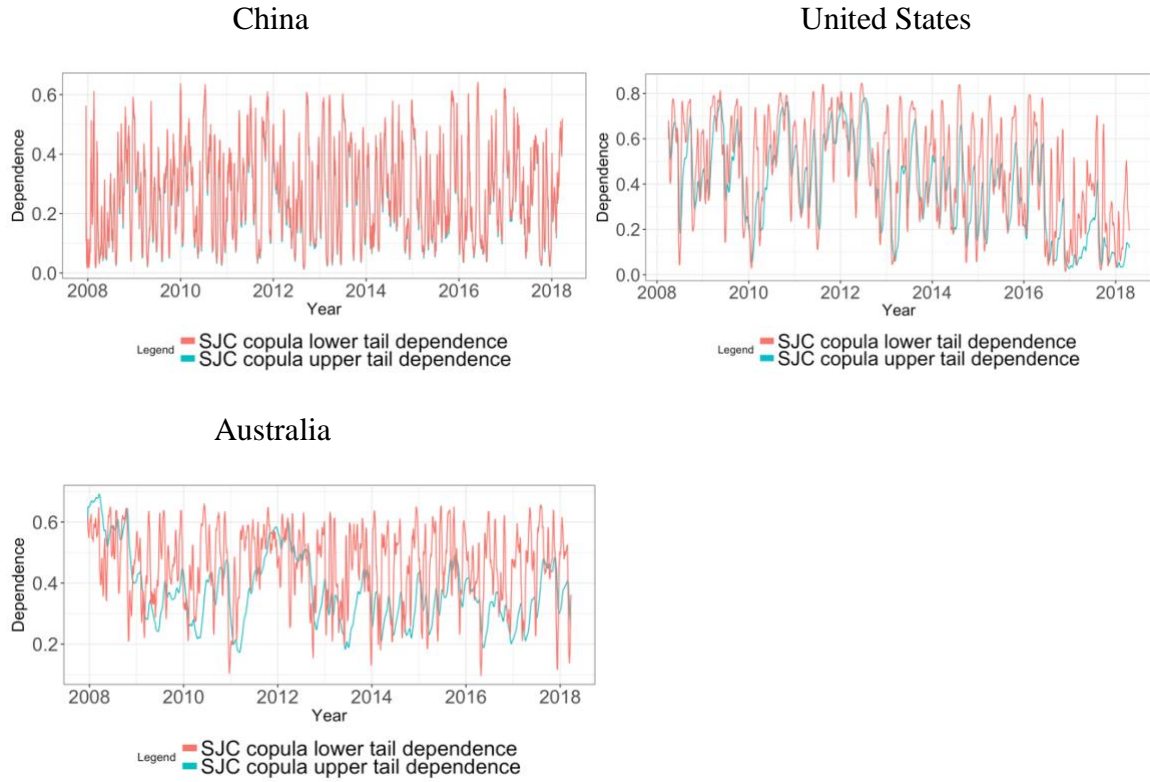 China
Dependence
0.6
0.4
0.2
0.0
2008 2010 2012 2014 2016 2018
Year
Legend
SJC copula lower tail dependence
SJC copula upper tail dependence
United States
Dependence
0.8
0.6
0.4
0.2
0.0
2008 2010 2012 2014 2016 2018
Year
Legend
SJC copula lower tail dependence
SJC copula upper tail dependence
Australia
Dependence
0.6
0.4
0.2
2008 2010 2012 2014 2016 2018
Year
Legend
SJC copula lower tail dependence
SJC copula upper tail dependence